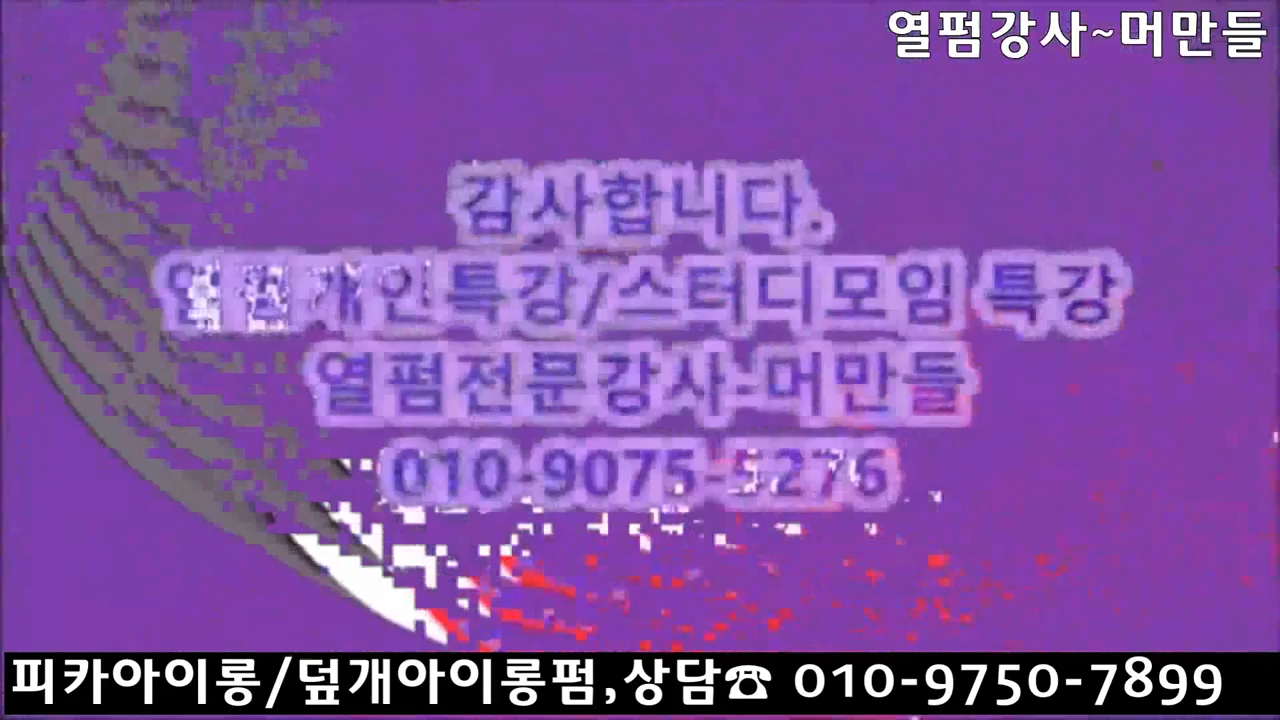 열펌강사~머만들
감사합니다.
열펌개인특강/스터디모임 특강
열펌전문강사-머만들
010-9075-5276
피카아이롱/덮개아이롱펌,상담☎ 010-9750-7899